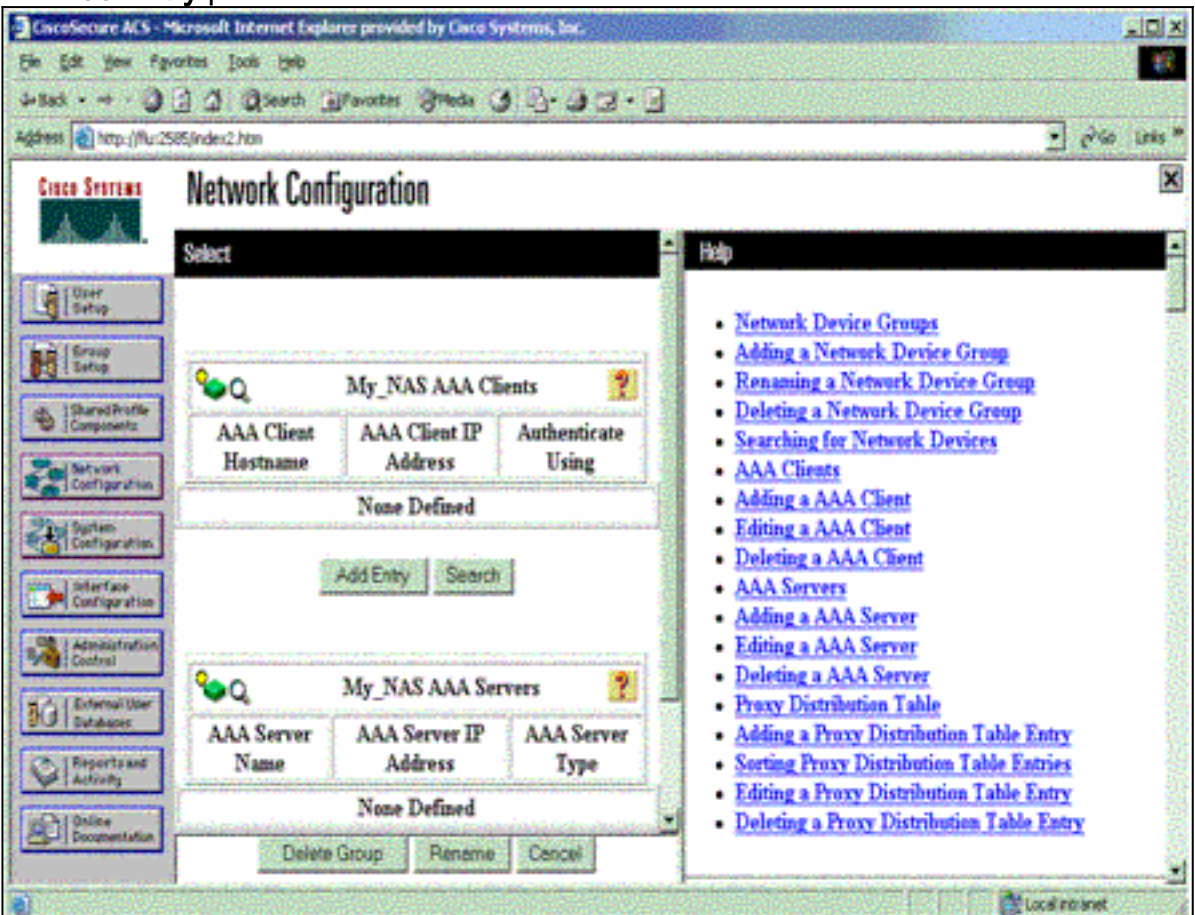 CiscoSecure ACS - Microsoft Internet Explorer provided by Cisco Systems, Inc.
File Edit View Favorites Tools Help
Back Search Favorites Media
Address http://flu:2585/index2.htm Go Links »
CISCO SYSTEMS
Network Configuration
Select
Help
User Setup
Group Setup
Shared Profile Components
Network Configuration
System Configuration
Interface Configuration
Administration Control
External User Databases
Reports and Activity
Online Documentation
My_NAS AAA Clients
AAA Client Hostname
AAA Client IP Address
Authenticate Using
None Defined
Add Entry Search
My_NAS AAA Servers
AAA Server Name
AAA Server IP Address
AAA Server Type
None Defined
Delete Group Rename Cancel
• Network Device Groups
• Adding a Network Device Group
• Renaming a Network Device Group
• Deleting a Network Device Group
• Searching for Network Devices
• AAA Clients
• Adding a AAA Client
• Editing a AAA Client
• Deleting a AAA Client
• AAA Servers
• Adding a AAA Server
• Editing a AAA Server
• Deleting a AAA Server
• Proxy Distribution Table
• Adding a Proxy Distribution Table Entry
• Sorting Proxy Distribution Table Entries
• Editing a Proxy Distribution Table Entry
• Deleting a Proxy Distribution Table Entry
Local intranet